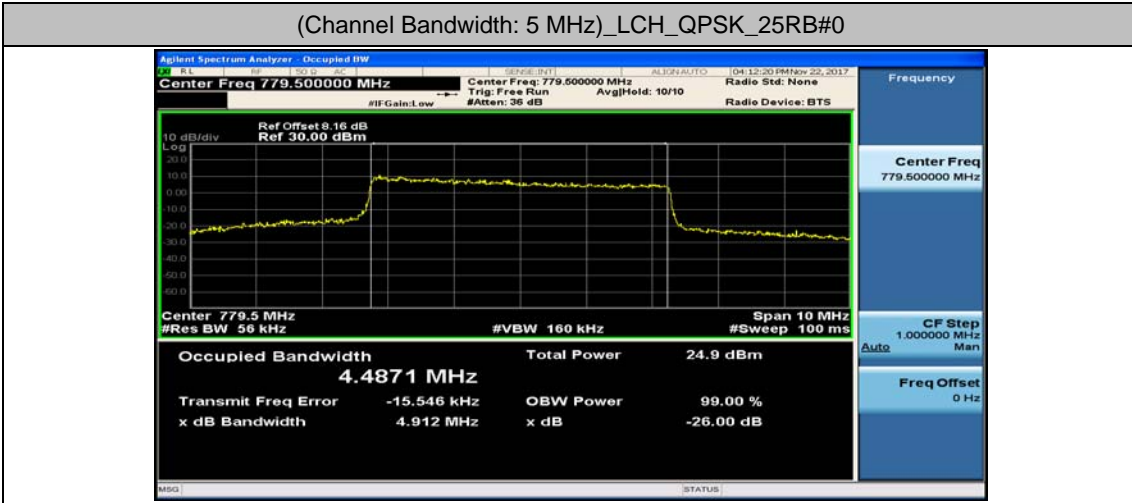 (Channel Bandwidth: 5 MHz)_LCH_QPSK_25RB#0
Agilent Spectrum Analyzer - Occupied BW
RL RF 50 Ω AC SENSE:INT ALIGNAUTO 04:12:20 PM Nov 22, 2017
Center Freq 779.500000 MHz
Center Freq: 779.500000 MHz
Radio Std: None
Trig: Free Run Avg|Hold: 10/10
#IFGain:Low #Atten: 36 dB
Radio Device: BTS
Frequency
Ref Offset 8.16 dB
10 dB/div Ref 30.00 dBm
Log
20.0
10.0
0.00
-10.0
-20.0
-30.0
-40.0
-50.0
-60.0
Center Freq
779.500000 MHz
Center 779.5 MHz Span 10 MHz
#Res BW 56 kHz #VBW 160 kHz #Sweep 100 ms
CF Step
1.000000 MHz
Auto Man
Freq Offset
0 Hz
Occupied Bandwidth Total Power 24.9 dBm
4.4871 MHz
Transmit Freq Error -15.546 kHz OBW Power 99.00 %
x dB Bandwidth 4.912 MHz x dB -26.00 dB
MSG STATUS